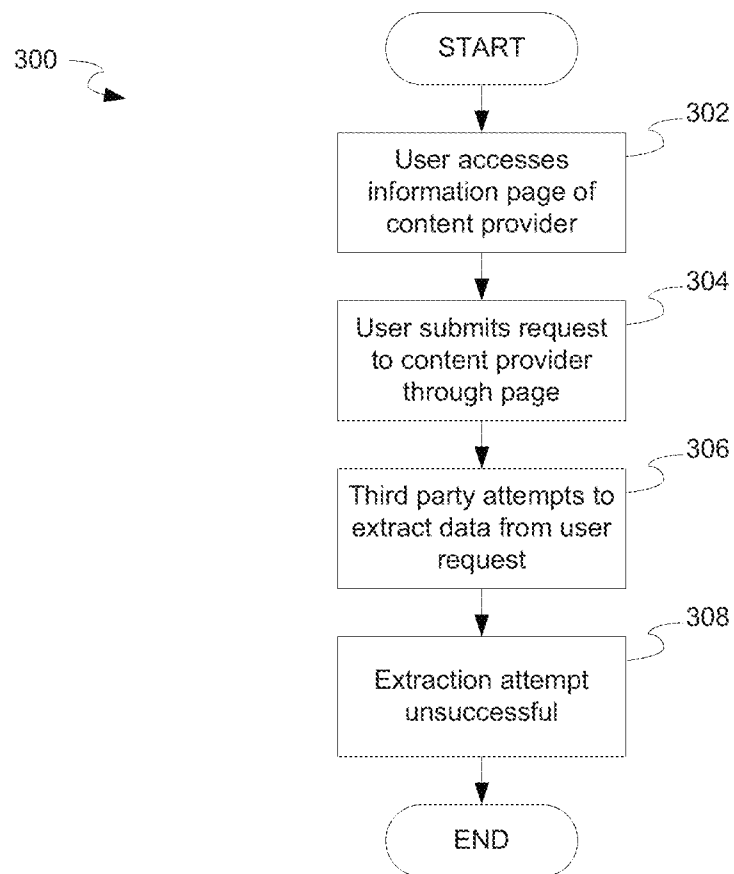 START
300
302
User accesses
information page of
content provider
304
User submits request
to content provider
through page
306
Third party attempts to
extract data from user
request
308
Extraction attempt
unsuccessful
END